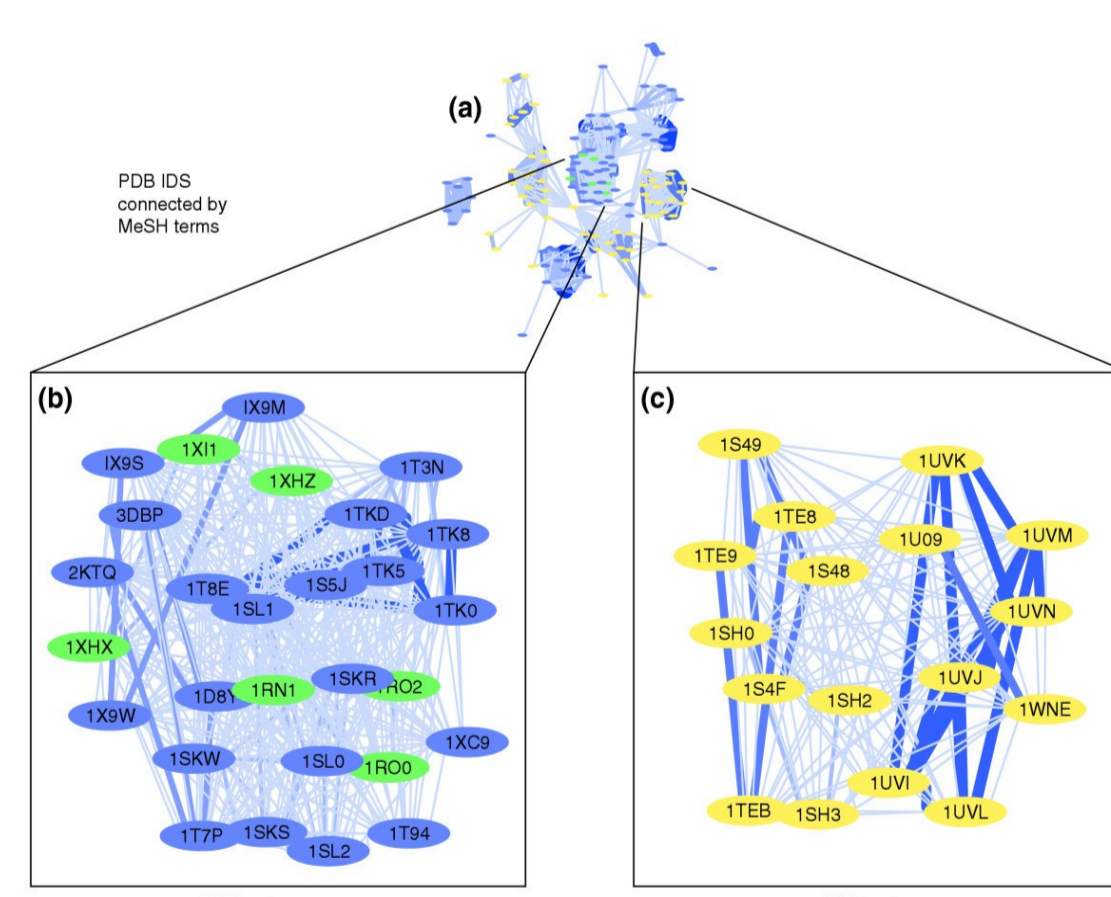 (a)
PDB IDS
connected by
MeSH terms
(b)
IX9M
1XI1
IX9S
1XHZ
1T3N
3DBP
1TKD
1TK8
2KTQ
1T8E
1S5J
1TK5
1SL1
1TK0
1XHX
1D8Y
1RN1
1SKR
1RO2
1X9W
1SKW
1SL0
1RO0
1XC9
1T7P
1SKS
1SL2
1T94
(c)
1S49
1UVK
1TE8
1U09
1UVM
1TE9
1S48
1UVN
1SH0
1S4F
1SH2
1UVJ
1WNE
1UVI
1TEB
1SH3
1UVL